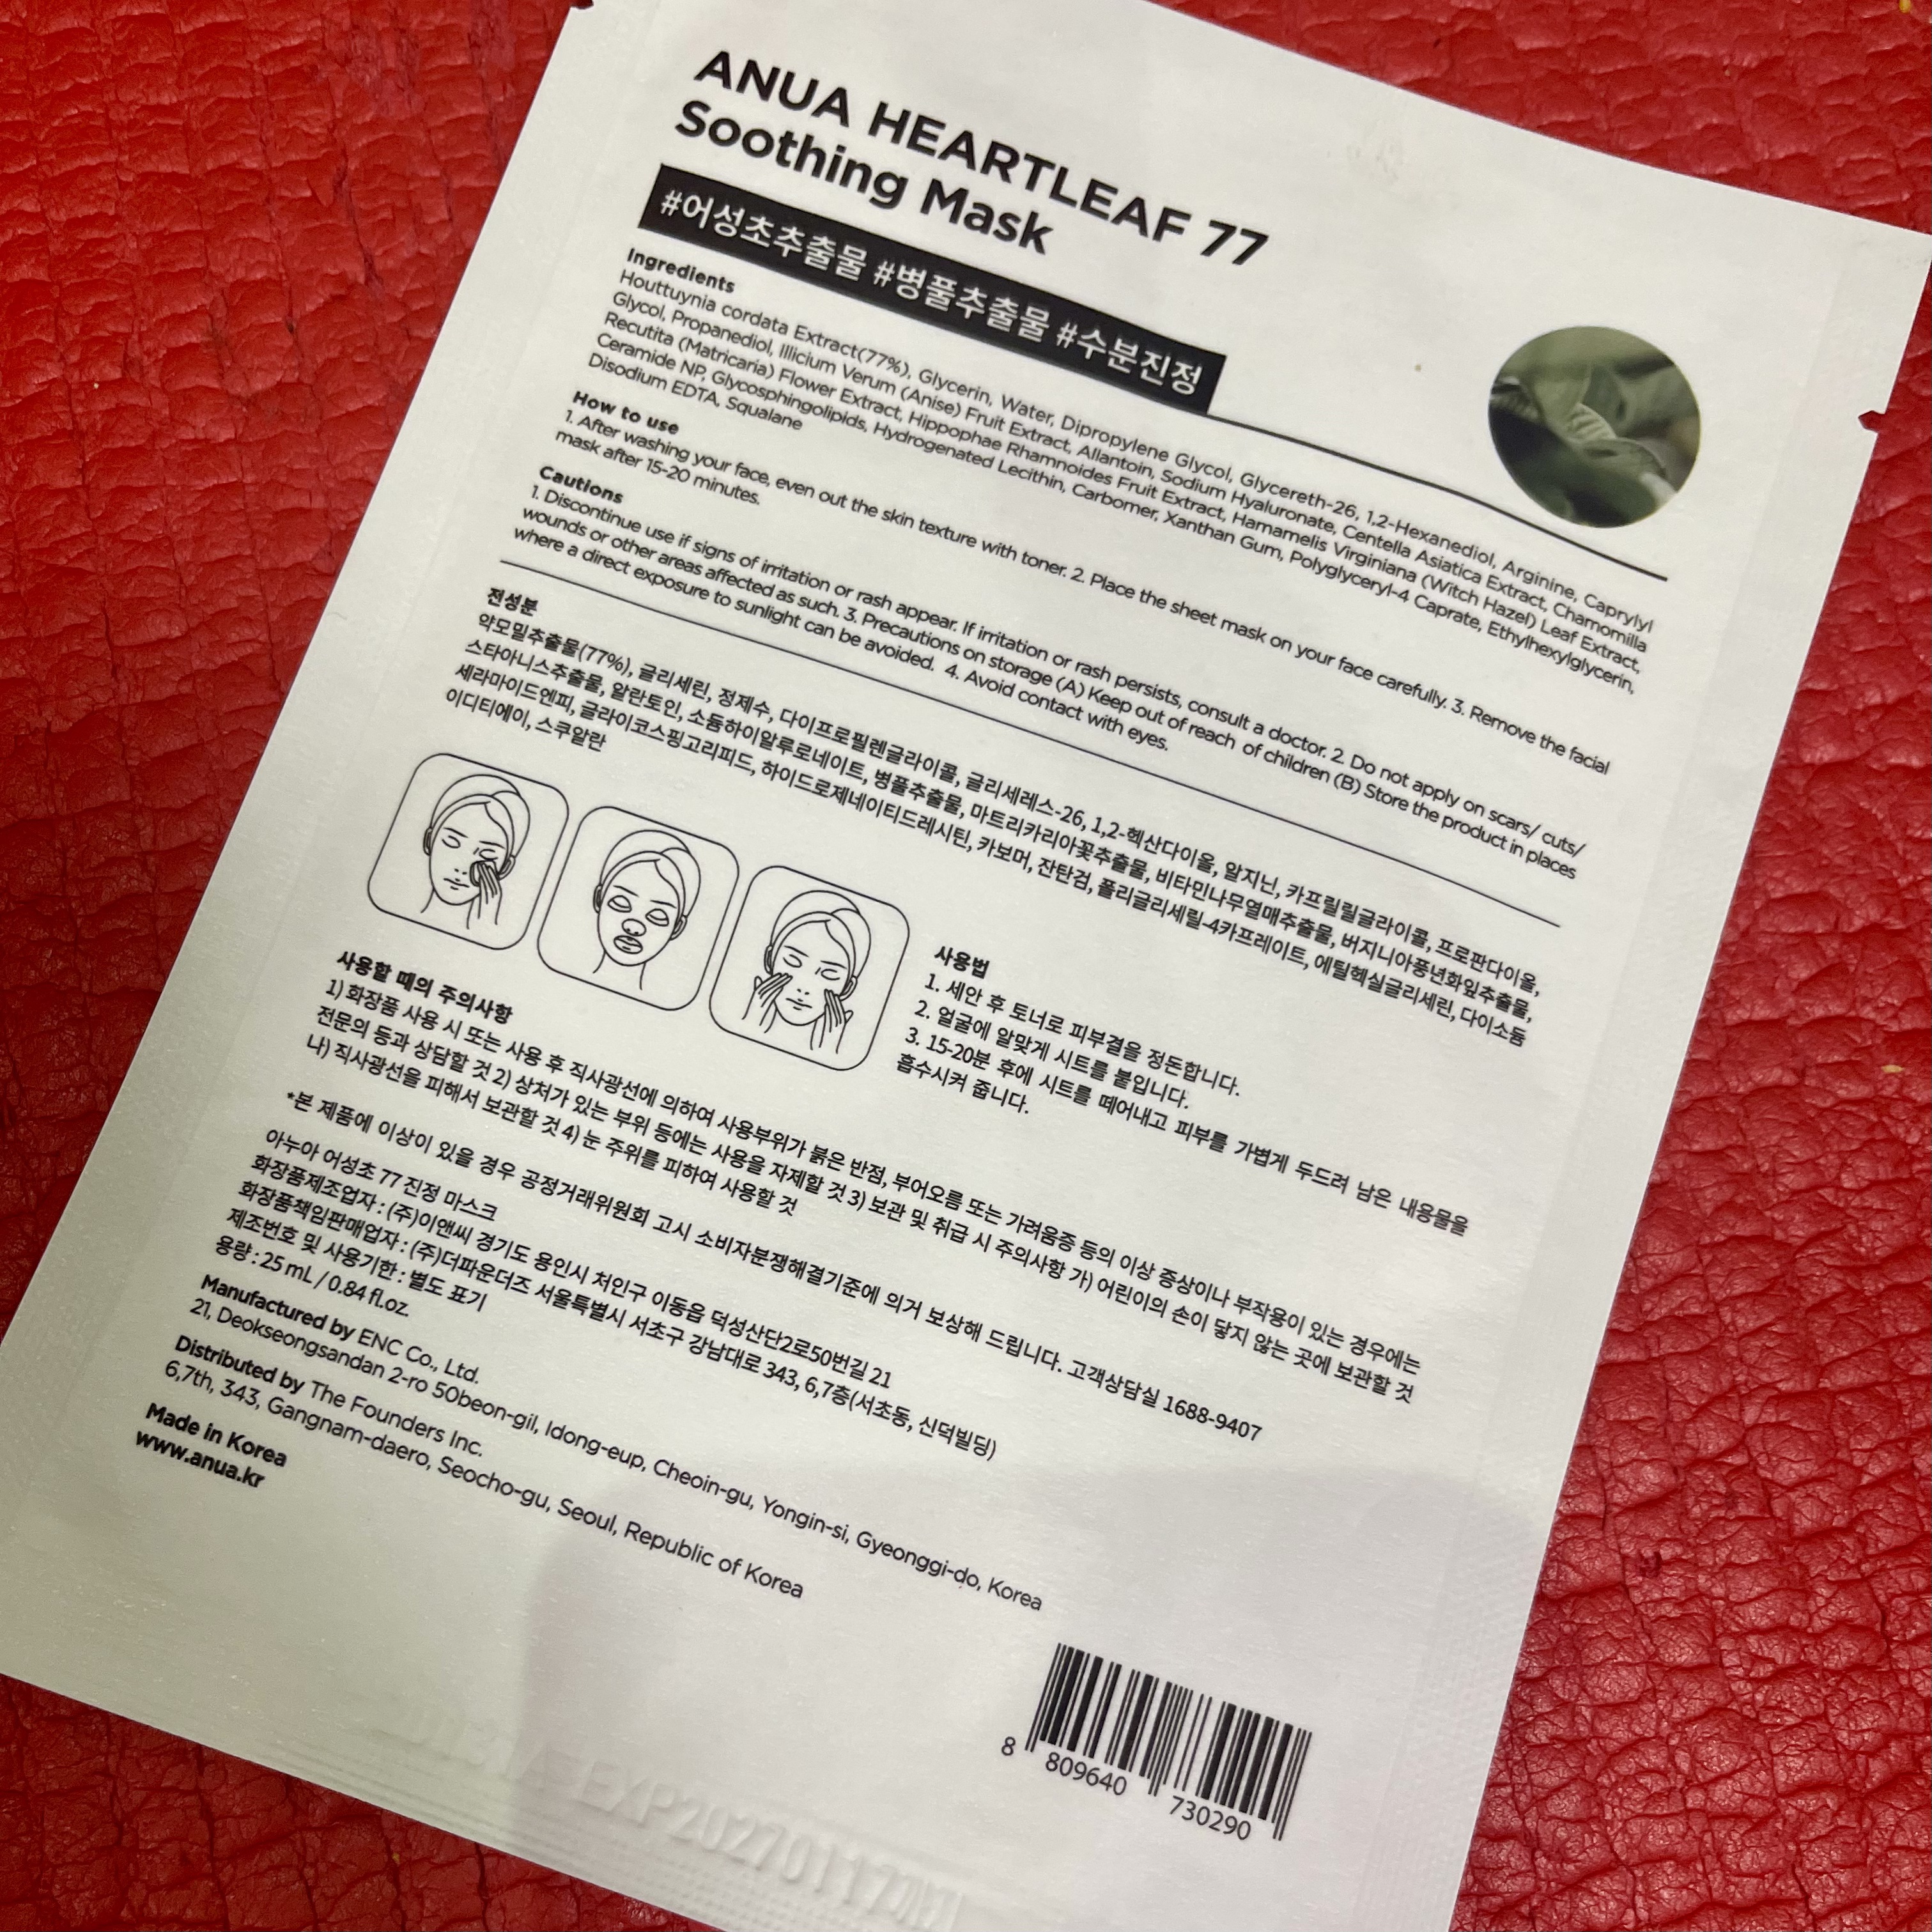 ANUA HEARTLEAF 77
Soothing Mask
#어성초추출물 #병풀추출물 #수분진정
Ingredients
Houttuynia cordata Extract(77%), Glycerin, Water, Dipropylene Glycol, Glycereth-26, 1,2-Hexanediol, Arginine, Caprylyl
Glycol, Propanediol, Illicium Verum (Anise) Fruit Extract, Allantoin, Sodium Hyaluronate, Centella Asiatica Extract, Chamomilla
Recutita (Matricaria) Flower Extract, Hippophae Rhamnoides Fruit Extract, Hamamelis Virginiana (Witch Hazel) Leaf Extract,
Ceramide NP, Glycosphingolipids, Hydrogenated Lecithin, Carbomer, Xanthan Gum, Polyglyceryl-4 Caprate, Ethylhexylglycerin,
Disodium EDTA, Squalane
How to use
1. After washing your face, even out the skin texture with toner. 2. Place the sheet mask on your face carefully. 3. Remove the facial
mask after 15-20 minutes.
Cautions
1. Discontinue use if signs of irritation or rash appear. If irritation or rash persists, consult a doctor. 2. Do not apply on scars/ cuts/
wounds or other areas affected as such. 3. Precautions on storage (A) Keep out of reach of children (B) Store the product in places
where a direct exposure to sunlight can be avoided. 4. Avoid contact with eyes.
전성분
약모밀추출물(77%), 글리세린, 정제수, 다이프로필렌글라이콜, 글리세레스-26, 1,2-헥산다이올, 알지닌, 카프릴릴글라이콜, 프로판다이올,
스타아니스추출물, 알란토인, 소듐하이알루로네이트, 병풀추출물, 마트리카리아꽃추출물, 비타민나무열매추출물, 버지니아풍년화잎추출물,
세라마이드엔피, 글라이코스핑고리피드, 하이드로제네이티드레시틴, 카보머, 잔탄검, 폴리글리세릴-4카프레이트, 에틸헥실글리세린, 다이소듐
이디티에이, 스쿠알란
사용법
1. 세안 후 토너로 피부결을 정돈합니다.
2. 얼굴에 알맞게 시트를 붙입니다.
3. 15-20분 후에 시트를 떼어내고 피부를 가볍게 두드려 남은 내용물을
흡수시켜 줍니다.
사용할 때의 주의사항
1) 화장품 사용 시 또는 사용 후 직사광선에 의하여 사용부위가 붉은 반점, 부어오름 또는 가려움증 등의 이상 증상이나 부작용이 있는 경우에는
전문의 등과 상담할 것 2) 상처가 있는 부위 등에는 사용을 자제할 것 3) 보관 및 취급 시 주의사항 가) 어린이의 손이 닿지 않는 곳에 보관할 것
나) 직사광선을 피해서 보관할 것 4) 눈 주위를 피하여 사용할 것
*본 제품에 이상이 있을 경우 공정거래위원회 고시 소비자분쟁해결기준에 의거 보상해 드립니다. 고객상담실 1688-9407
아누아 어성초 77 진정 마스크
화장품제조업자 : (주)이앤씨 경기도 용인시 처인구 이동읍 덕성산단2로50번길 21
화장품책임판매업자 : (주)더파운더즈 서울특별시 서초구 강남대로 343, 6,7층(서초동, 신덕빌딩)
제조번호 및 사용기한 : 별도 표기
용량 : 25 mL / 0.84 fl.oz.
Manufactured by ENC Co., Ltd.
21, Deokseongsandan 2-ro 50beon-gil, Idong-eup, Cheoin-gu, Yongin-si, Gyeonggi-do, Korea
Distributed by The Founders Inc.
6,7th, 343, Gangnam-daero, Seocho-gu, Seoul, Republic of Korea
Made in Korea
www.anua.kr
8 809640 730290
EXP20270112까지